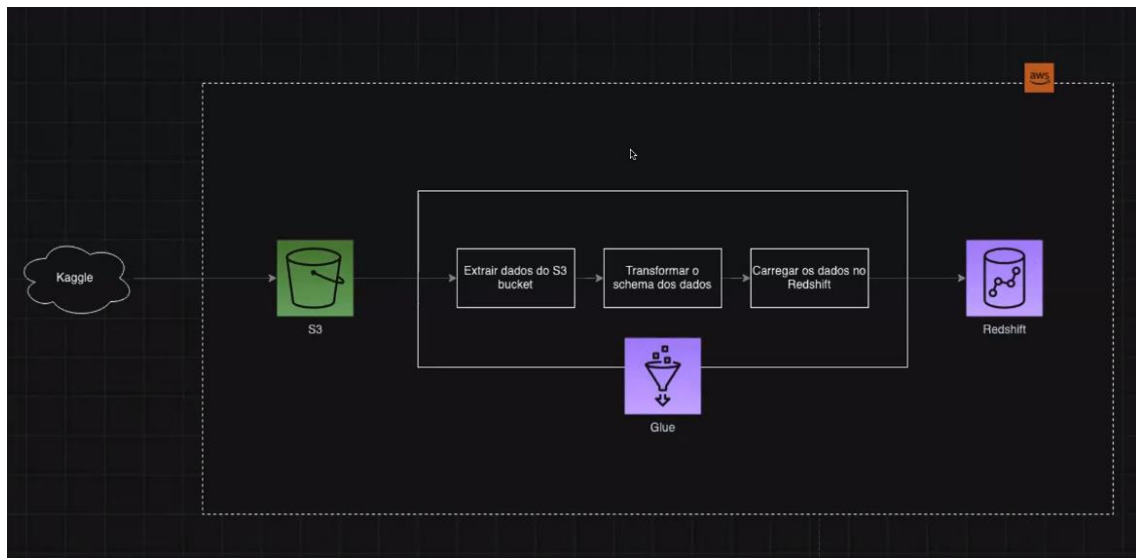 aws
Kaggle
S3
Extrair dados do S3
bucket
Transformar o
schema dos dados
Carregar os dados no
Redshift
Glue
Redshift